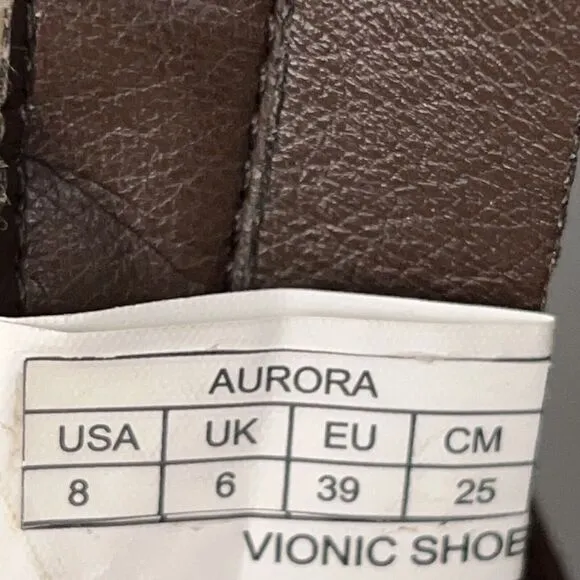 AURORA
USA UK EU CM
8 6 39 25
VIONIC SHOE